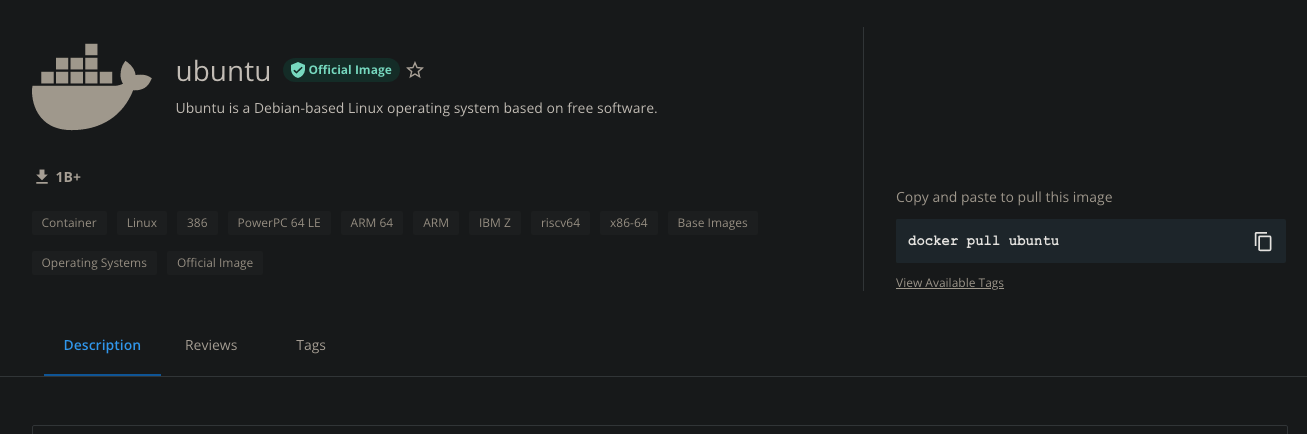 ubuntu Official Image
Ubuntu is a Debian-based Linux operating system based on free software.
1B+
Container Linux 386 PowerPC 64 LE ARM 64 ARM IBM Z riscv64 x86-64 Base Images
Operating Systems Official Image
Copy and paste to pull this image
docker pull ubuntu
View Available Tags
Description Reviews Tags